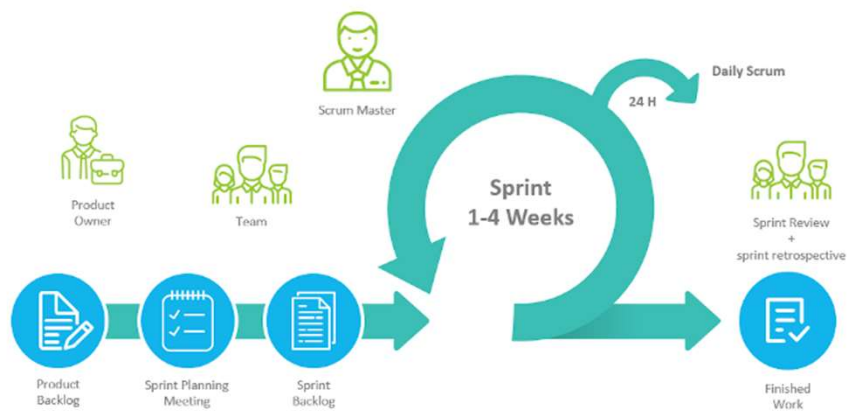 Scrum Master
Daily Scrum
24 H
Product
Owner
Team
Sprint
1-4 Weeks
Sprint Review
+
sprint retrospective
Product
Backlog
Sprint Planning
Meeting
Sprint
Backlog
Finished
Work